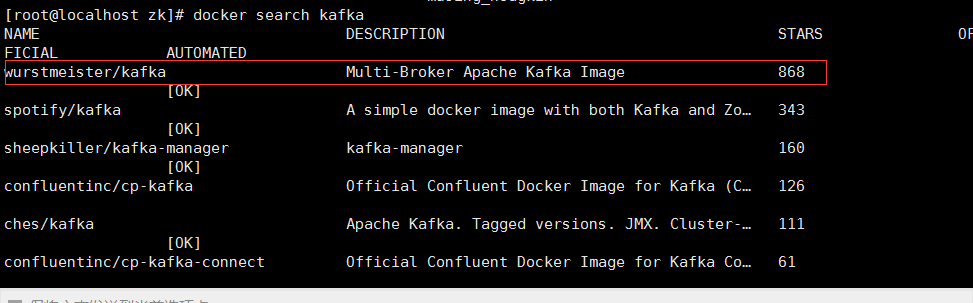 [root@localhost zk]# docker search kafka
NAME DESCRIPTION STARS OF
FICIAL AUTOMATED
wurstmeister/kafka Multi-Broker Apache Kafka Image 868
[OK]
spotify/kafka A simple docker image with both Kafka and Zo… 343
[OK]
sheepkiller/kafka-manager kafka-manager 160
[OK]
confluentinc/cp-kafka Official Confluent Docker Image for Kafka (C… 126
ches/kafka Apache Kafka. Tagged versions. JMX. Cluster-… 111
[OK]
confluentinc/cp-kafka-connect Official Confluent Docker Image for Kafka Co… 61